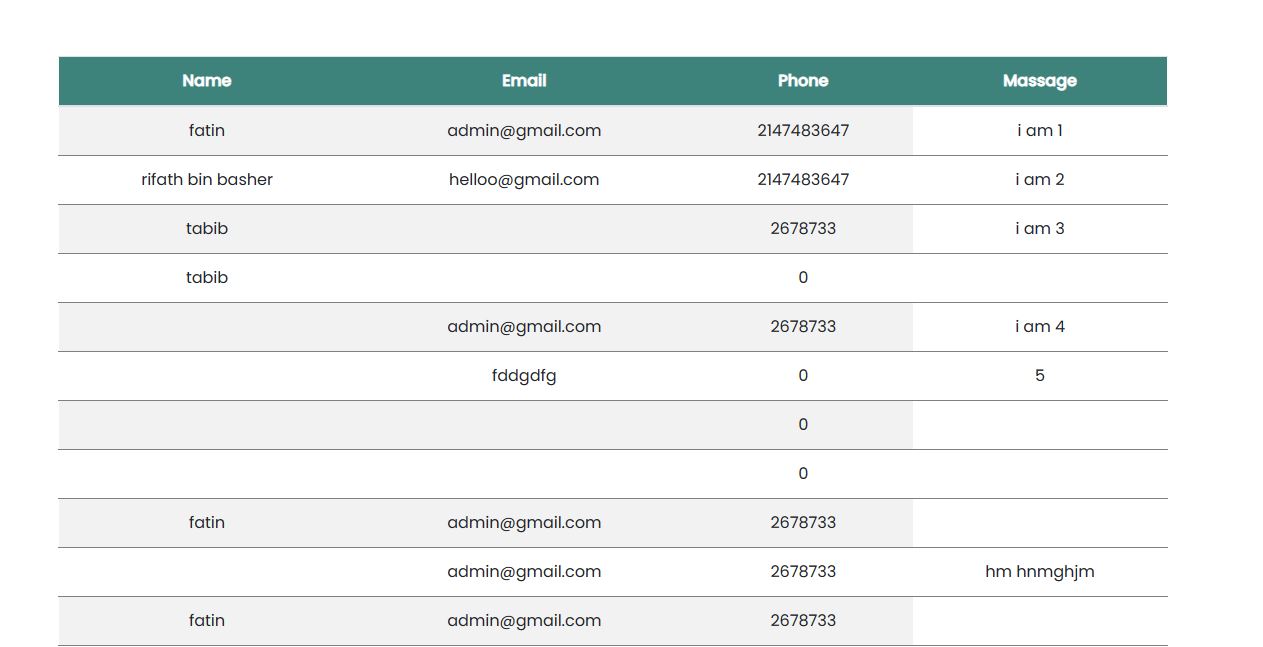 Name Email Phone Massage
fatin admin@gmail.com 2147483647 i am 1
rifath bin basher helloo@gmail.com 2147483647 i am 2
tabib 2678733 i am 3
tabib 0
admin@gmail.com 2678733 i am 4
fddgdfg 0 5
0
0
fatin admin@gmail.com 2678733
admin@gmail.com 2678733 hm hnmghjm
fatin admin@gmail.com 2678733